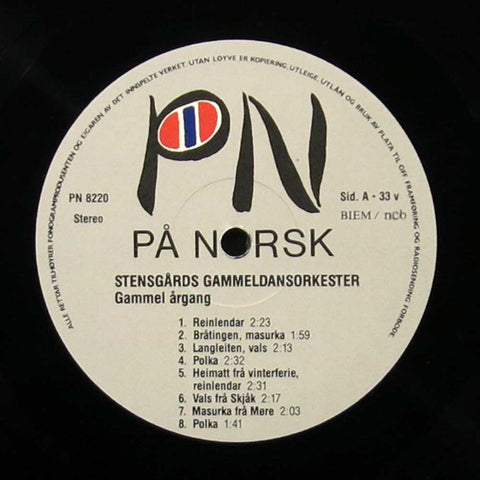 ALLE RETTAR TILHØYRER FONOGRAMPRODUSENTEN OG EIGAREN AV DET INNSPELTE VERKET. UTAN LØYVE ER KOPIERING, UTLEIGE, UTLÅN OG BRUK AV PLATA TIL OFF. FRAMFØRING OG RADIOSENDING FORBODE.
PN
PN 8220
Stereo
Sid. A - 33 v
BIEM / ncb
PÅ NORSK
STENSGÅRDS GAMMELDANSORKESTER
Gammel årgang
1. Reinlendar 2:23
2. Bråtingen, masurka 1:59
3. Langleiten, vals 2:13
4. Polka 2:32
5. Heimatt frå vinterferie,
reinlendar 2:31
6. Vals frå Skjåk 2:17
7. Masurka frå Møre 2:03
8. Polka 1:41